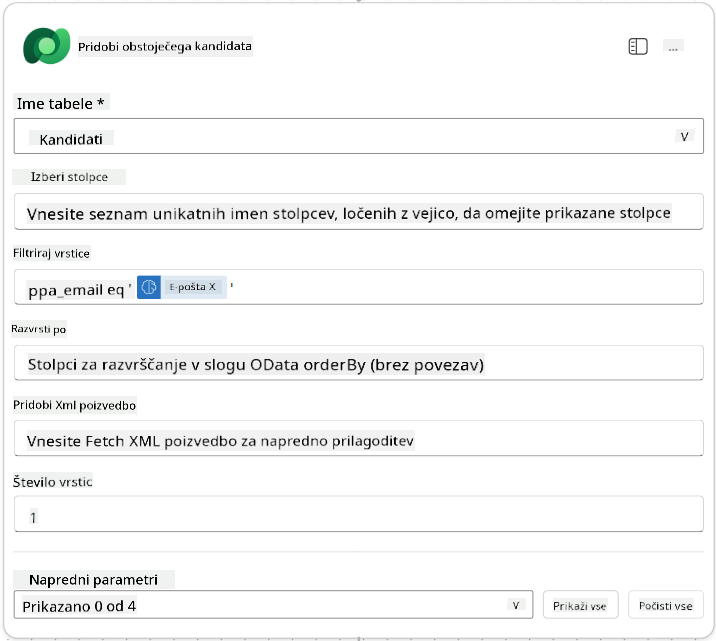 Pridobi obstoječega kandidata
...
Ime tabele *
Kandidati
V
Izberi stolpce
Vnesite seznam unikatnih imen stolpcev, ločenih z vejico, da omejite prikazane stolpce
Filtriraj vrstice
ppa_email eq ' E-pošta X '
Razvrsti po
Stolpci za razvrščanje v slogu OData orderBy (brez povezav)
Pridobi Xml poizvedbo
Vnesite Fetch XML poizvedbo za napredno prilagoditev
Število vrstic
1
Napredni parametri
Prikazano 0 od 4
V
Prikaži vse
Počisti vse